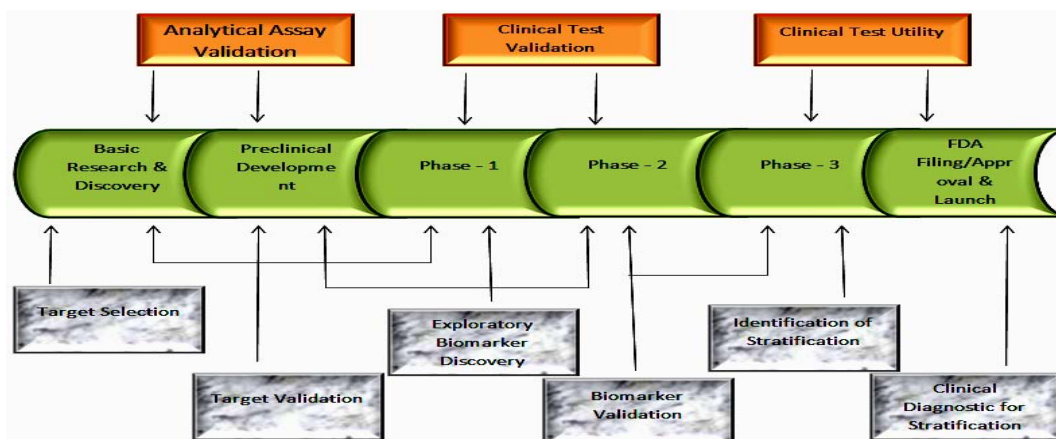 Analytical Assay
Validation
Clinical Test
Validation
Clinical Test Utility
Basic
Research &
Discovery
Preclinical
Developme
nt
Phase - 1
Phase - 2
Phase - 3
FDA
Filing/Appr
oval &
Launch
Target Selection
Target Validation
Exploratory
Biomarker
Discovery
Biomarker
Validation
Identification of
Stratification
Clinical
Diagnostic for
Stratification